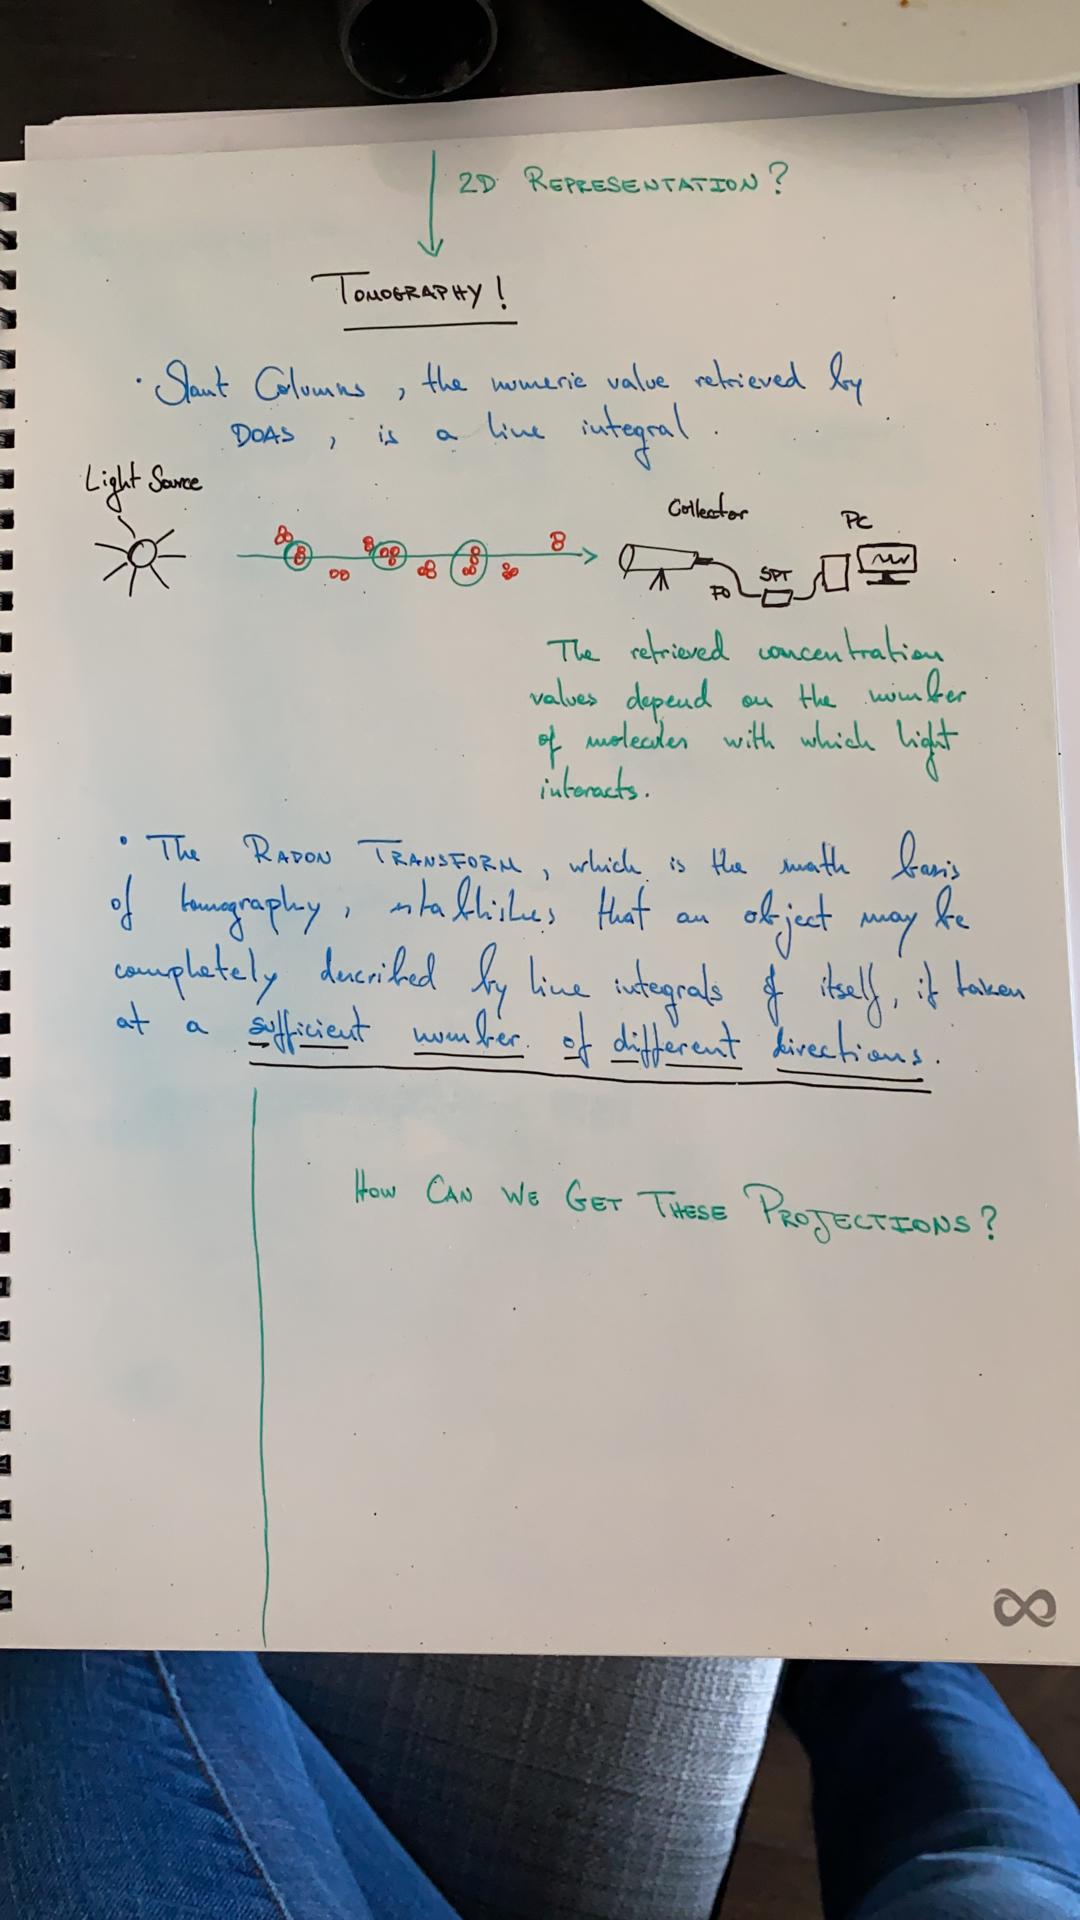 2D REPRESENTATION?
TOMOGRAPHY!
· Slant Columns, the numeric value retrieved by
DOAS, is a line integral.
Light Source
Collector
PC
SPT
FO
The retrieved concentration
values depend on the number
of molecules with which light
interacts.
· The RADON TRANSFORM, which is the math basis
of tomography, establishes that an object may be
completely described by line integrals of itself, if taken
at a sufficient number of different directions.
HOW CAN WE GET THESE PROJECTIONS?